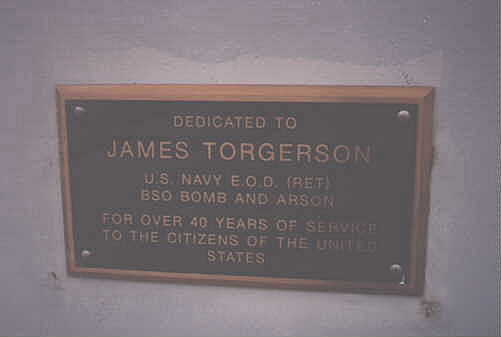 DEDICATED TO
JAMES TORGERSON
U.S. NAVY E.O.D. (RET)
BSO BOMB AND ARSON
FOR OVER 40 YEARS OF SERVICE
TO THE CITIZENS OF THE UNITED
STATES